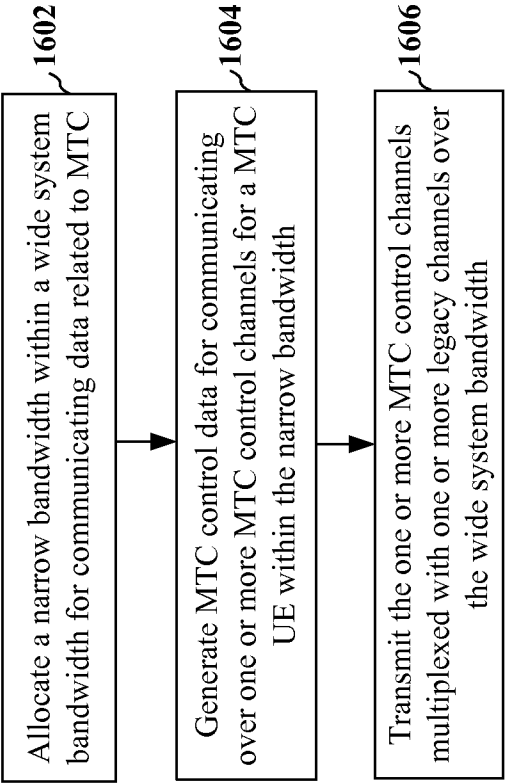 1602
Allocate a narrow bandwidth within a wide system
bandwidth for communicating data related to MTC
1604
Generate MTC control data for communicating
over one or more MTC control channels for a MTC
UE within the narrow bandwidth
1606
Transmit the one or more MTC control channels
multiplexed with one or more legacy channels over
the wide system bandwidth